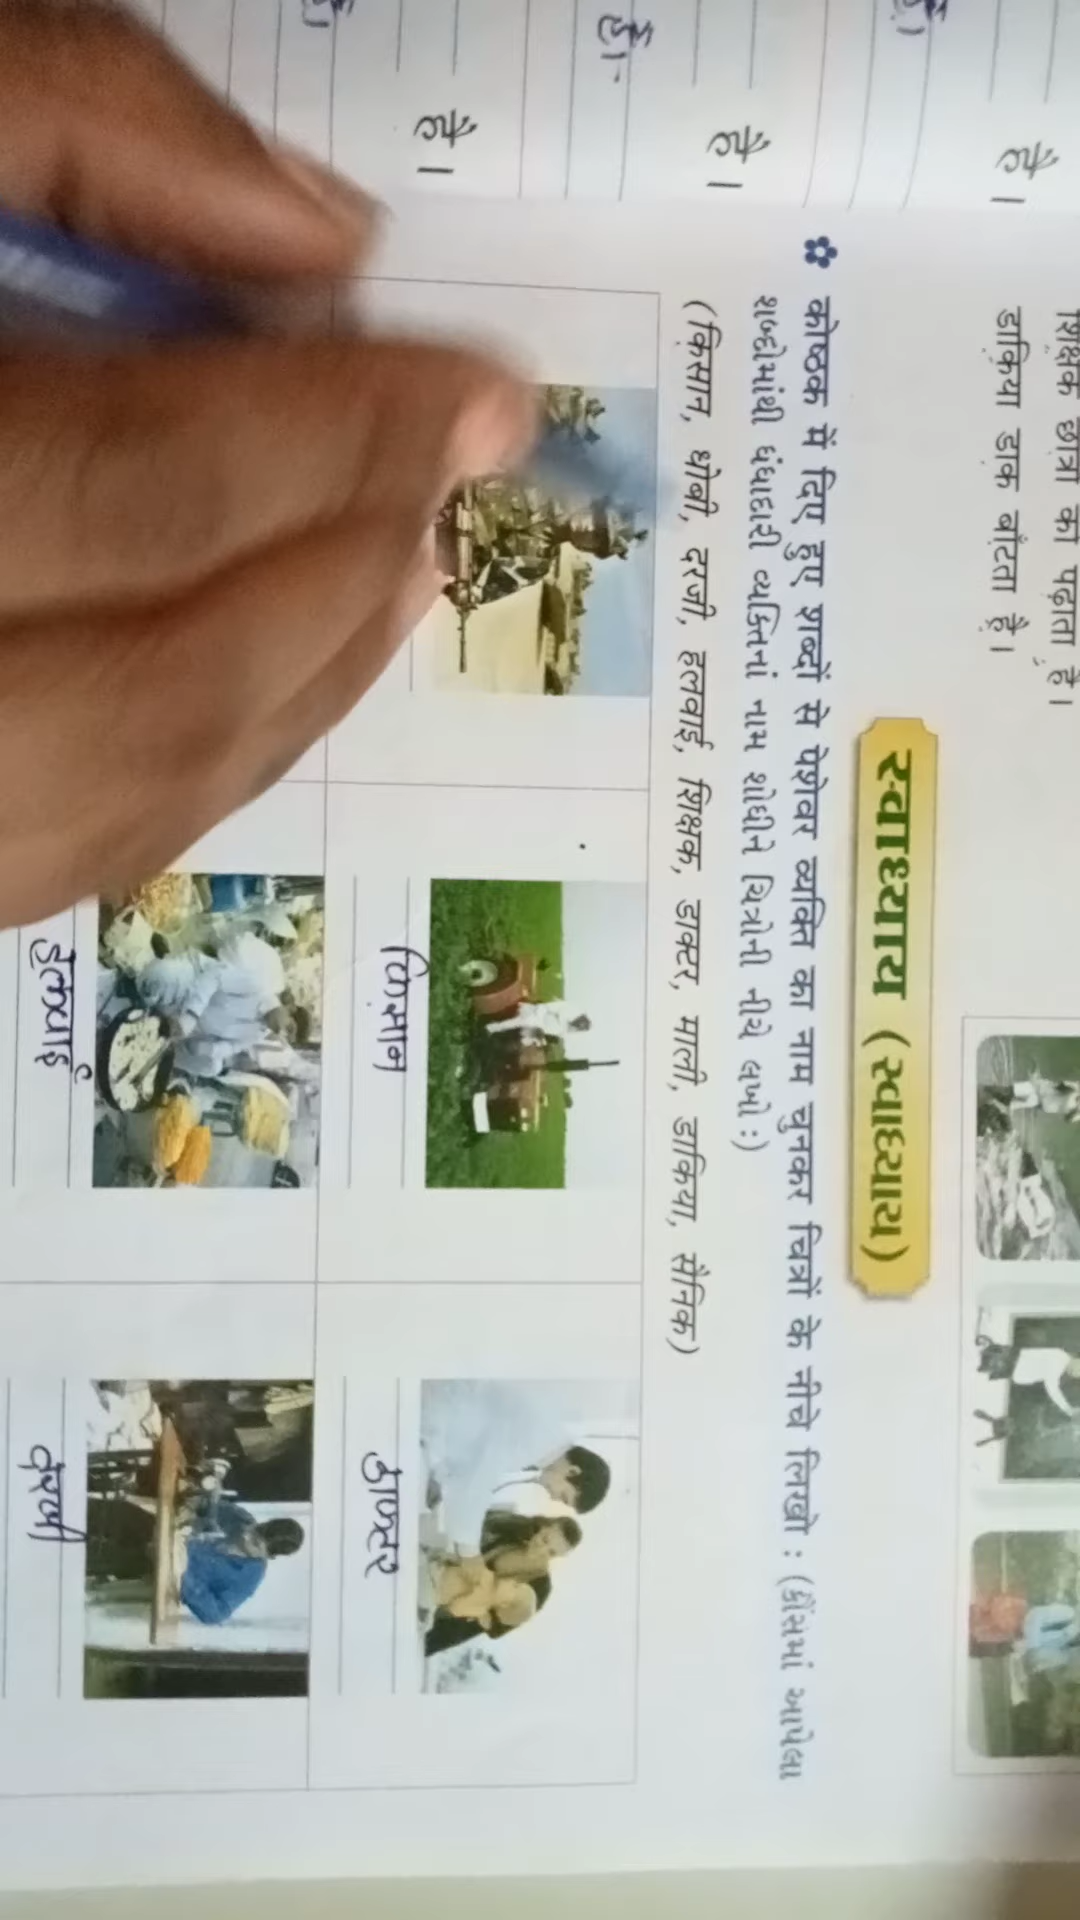 है।
है।
है।
है।
है।
है।
शिक्षक छात्रों को पढ़ाता है।
डाकिया डाक बाँटता है।
स्वाध्याय (સ્વાધ્યાય)
कोष्ठक में दिए हुए शब्दों से पेशेवर व्यक्ति का नाम चुनकर चित्रों के नीचे लिखो : (કૌંસમાં આપેલા
શબ્દોમાંથી ધંધાદારી વ્યક્તિનાં નામ શોધીને ચિત્રોની નીચે લખો :)
(किसान, धोबी, दरजी, हलवाई, शिक्षक, डाक्टर, माली, डाकिया, सैनिक)
किसान
डाक्टर
हलवाई
दरजी